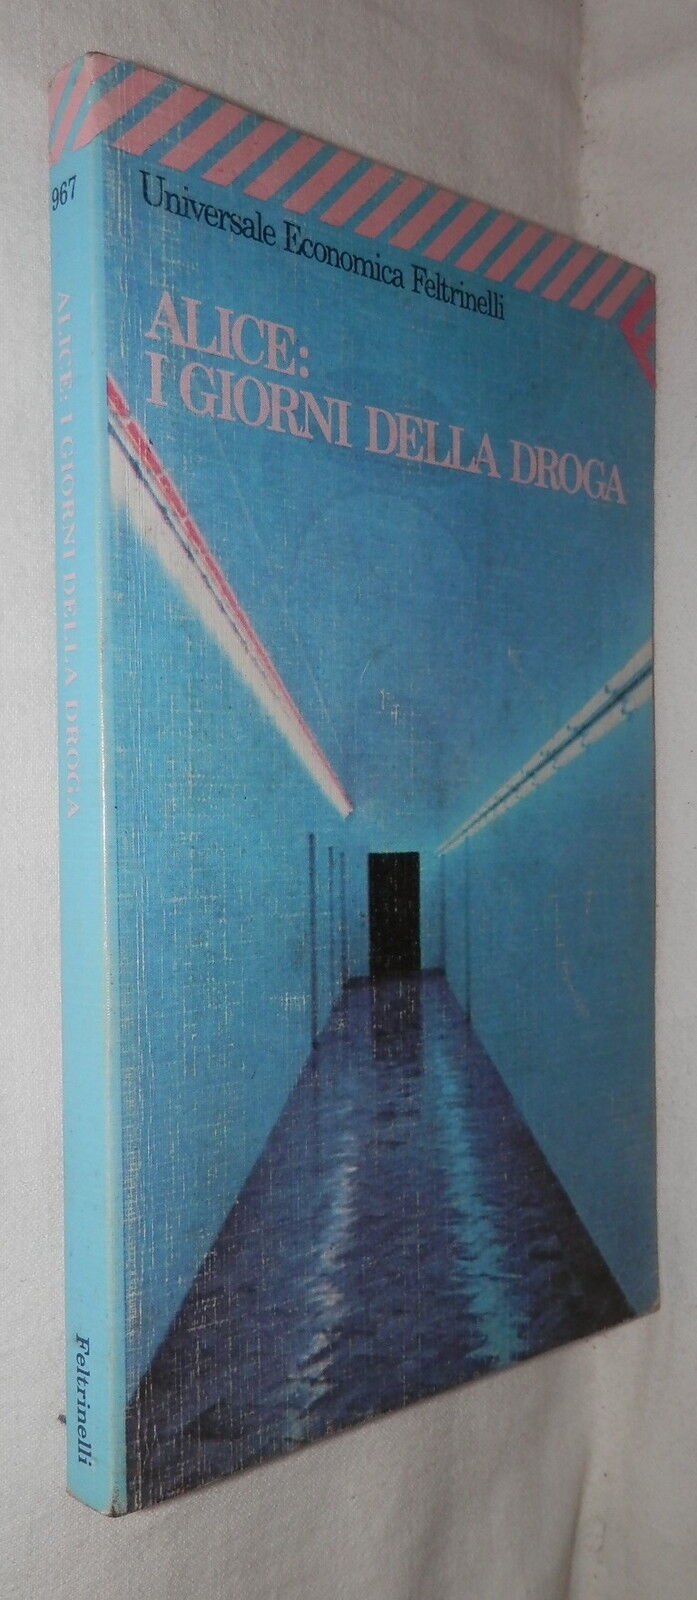 Universale Economica Feltrinelli
ALICE:
I GIORNI DELLA DROGA
967
ALICE: I GIORNI DELLA DROGA
Feltrinelli